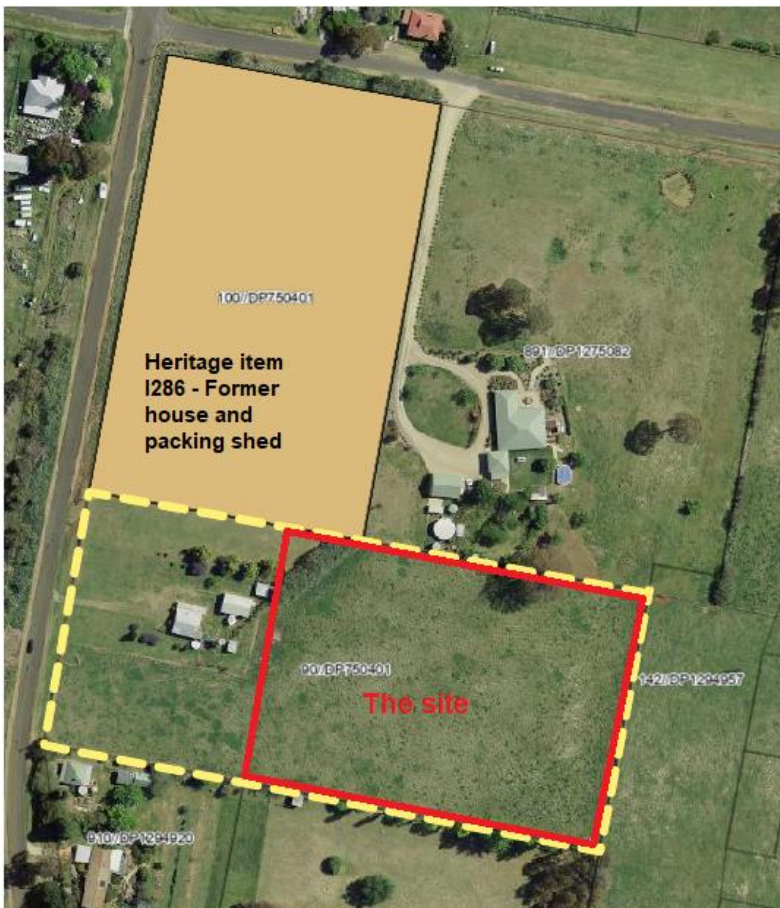 100//DP750401
Heritage item
I286 - Former
house and
packing shed
891//DP1275082
90//DP750401
The site
142//DP1294957
910//DP1294920